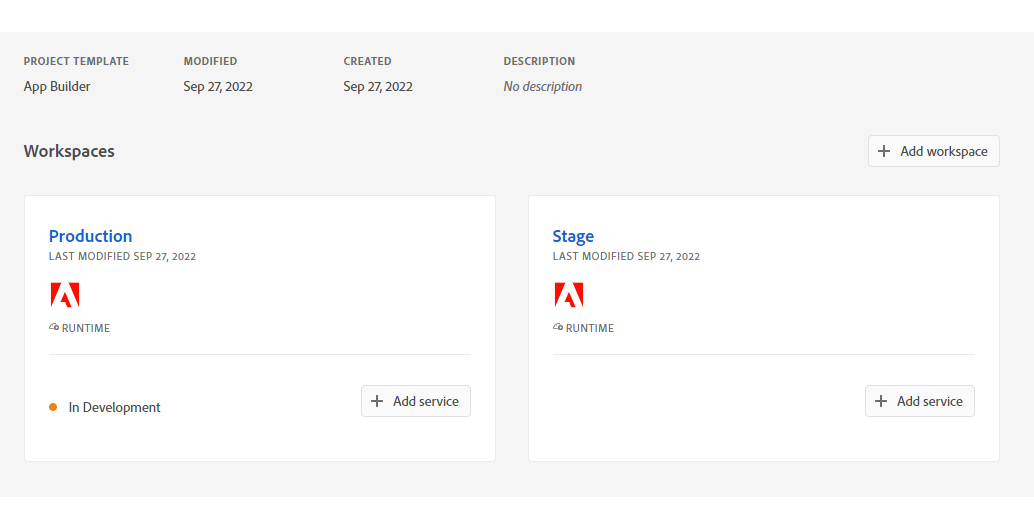 PROJECT TEMPLATE MODIFIED CREATED DESCRIPTION
App Builder Sep 27, 2022 Sep 27, 2022 No description
Workspaces Add workspace
Production Stage
LAST MODIFIED SEP 27, 2022 LAST MODIFIED SEP 27, 2022
RUNTIME RUNTIME
In Development Add service Add service